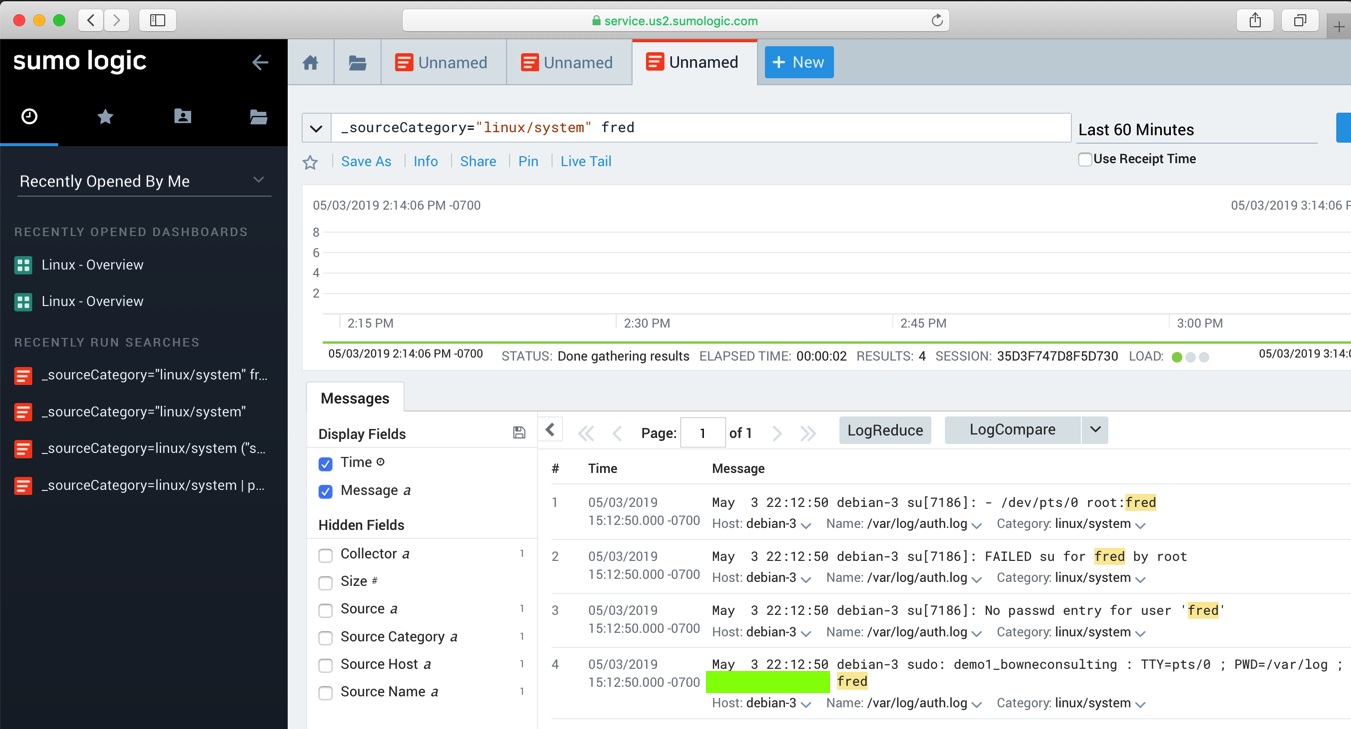 service.us2.sumologic.com
sumo logic
Unnamed
Unnamed
Unnamed
+ New
_sourceCategory="linux/system" fred
Last 60 Minutes
Save As
Info
Share
Pin
Live Tail
Use Receipt Time
Recently Opened By Me
RECENTLY OPENED DASHBOARDS
Linux - Overview
Linux - Overview
RECENTLY RUN SEARCHES
_sourceCategory="linux/system" fr...
_sourceCategory="linux/system"
_sourceCategory=linux/system ("s...
_sourceCategory=linux/system | p...
05/03/2019 2:14:06 PM -0700
05/03/2019 3:14:06 P
8
6
4
2
2:15 PM
2:30 PM
2:45 PM
3:00 PM
05/03/2019 2:14:06 PM -0700
STATUS: Done gathering results ELAPSED TIME: 00:00:02 RESULTS: 4 SESSION: 35D3F747D8F5D730 LOAD:
05/03/2019 3:14:0
Messages
Display Fields
Time
Message a
Hidden Fields
Collector a 1
Size #
Source a 1
Source Category a 1
Source Host a 1
Source Name a 1
Page: 1 of 1
LogReduce
LogCompare
# Time Message
1 05/03/2019 15:12:50.000 -0700
May 3 22:12:50 debian-3 su[7186]: - /dev/pts/0 root:fred
Host: debian-3 Name: /var/log/auth.log Category: linux/system
2 05/03/2019 15:12:50.000 -0700
May 3 22:12:50 debian-3 su[7186]: FAILED su for fred by root
Host: debian-3 Name: /var/log/auth.log Category: linux/system
3 05/03/2019 15:12:50.000 -0700
May 3 22:12:50 debian-3 su[7186]: No passwd entry for user 'fred'
Host: debian-3 Name: /var/log/auth.log Category: linux/system
4 05/03/2019 15:12:50.000 -0700
May 3 22:12:50 debian-3 sudo: demo1_bowneconsulting : TTY=pts/0 ; PWD=/var/log ;
fred
Host: debian-3 Name: /var/log/auth.log Category: linux/system